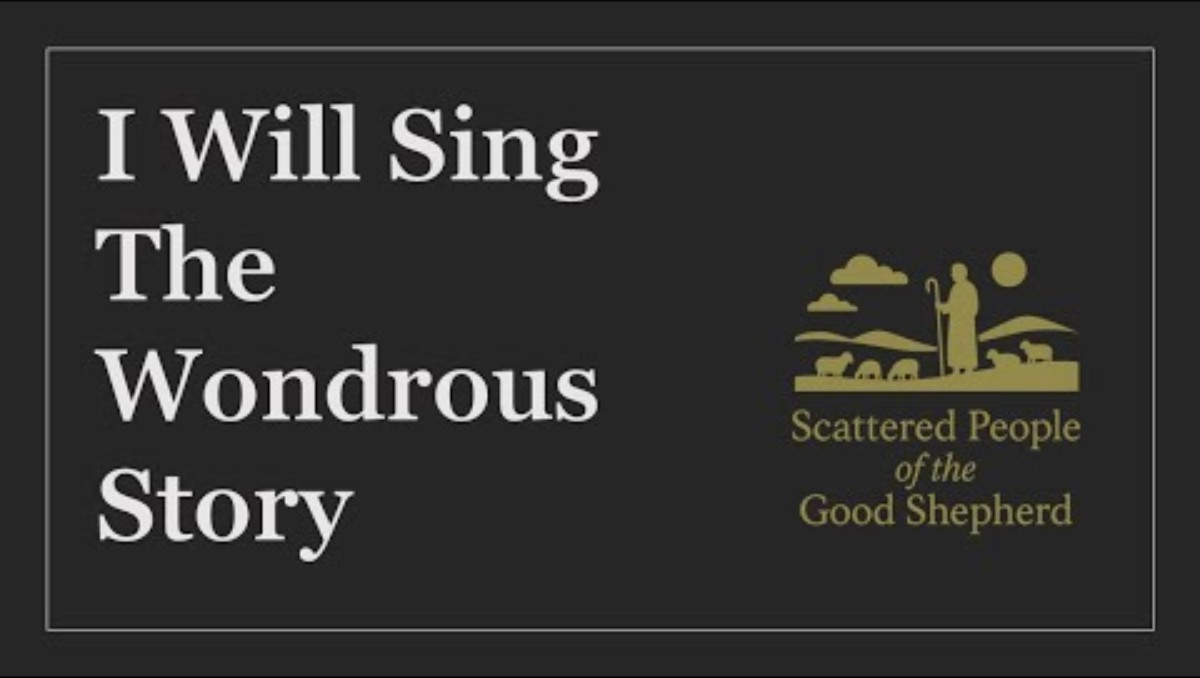 I Will Sing
The
Wondrous
Story
Scattered People
of the
Good Shepherd